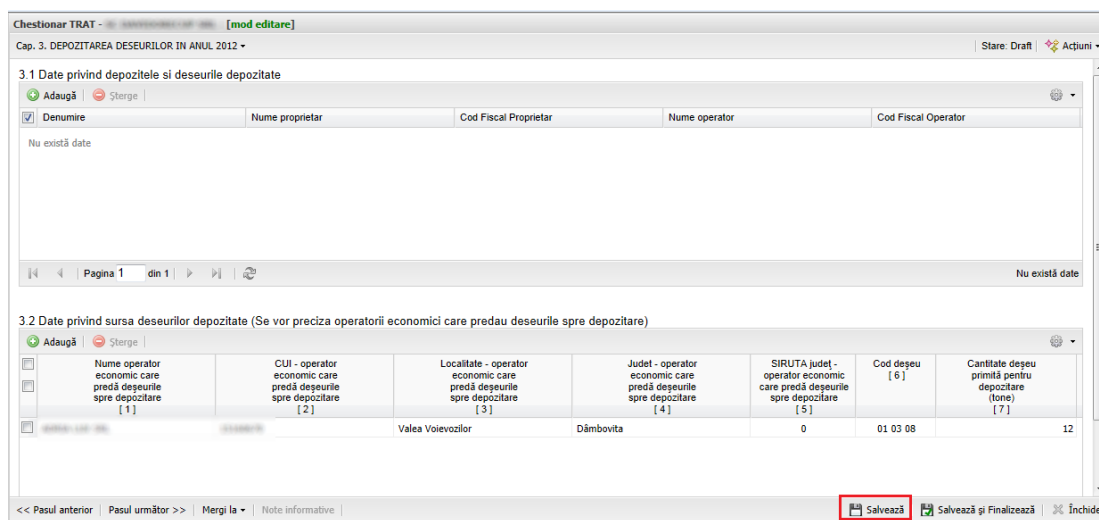 Chestionar TRAT - [mod editare]
Cap. 3. DEPOZITAREA DESEURILOR IN ANUL 2012
Stare: Draft Acțiuni
3.1 Date privind depozitele si deseurile depozitate
Adaugă Șterge
Denumire Nume proprietar Cod Fiscal Proprietar Nume operator Cod Fiscal Operator
Nu există date
Pagina 1 din 1 Nu există date
3.2 Date privind sursa deseurilor depozitate (Se vor preciza operatorii economici care predau deseurile spre depozitare)
Adaugă Șterge
Nume operator economic care predă deșeurile spre depozitare [ 1 ]
CUI - operator economic care predă deșeurile spre depozitare [ 2 ]
Localitate - operator economic care predă deșeurile spre depozitare [ 3 ]
Judet - operator economic care predă deșeurile spre depozitare [ 4 ]
SIRUTA județ - operator economic care predă deșeurile spre depozitare [ 5 ]
Cod deșeu [ 6 ]
Cantitate deșeu primită pentru depozitare (tone) [ 7 ]
Valea Voievozilor Dâmbovita 0 01 03 08 12
<< Pasul anterior Pasul următor >> Mergi la Note informative Salvează Salvează și Finalizează Închide